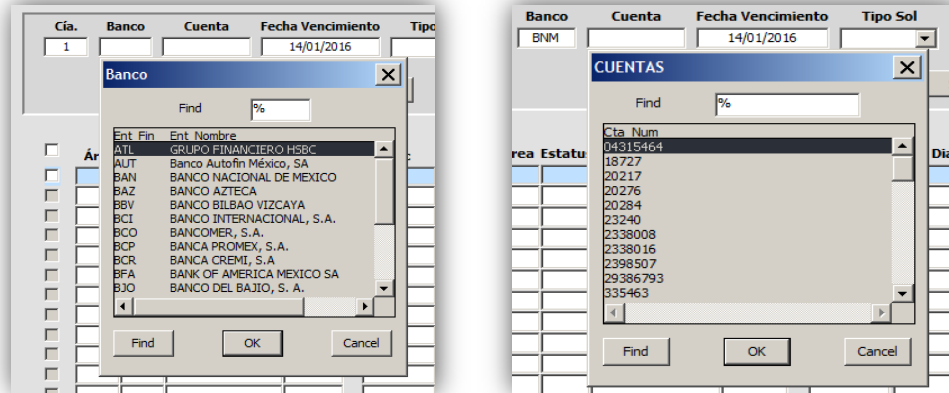 Cía. Banco Cuenta Fecha Vencimiento
1 14/01/2016
Banco
Find %
Ent Fin Ent Nombre
ATL GRUPO FINANCIERO HSBC
AUT Banco Autofin México, SA
BAN BANCO NACIONAL DE MEXICO
BAZ BANCO AZTECA
BBV BANCO BILBAO VIZCAYA
BCI BANCO INTERNACIONAL, S.A.
BCO BANCOMER, S.A.
BCP BANCA PROMEX, S.A.
BCR BANCA CREMI, S.A
BFA BANK OF AMERICA MEXICO SA
BJO BANCO DEL BAJIO, S. A.
Find OK Cancel
Banco Cuenta Fecha Vencimiento Tipo Sol
BNM 14/01/2016
CUENTAS
Find %
Cta Num
04315464
18727
20217
20276
20284
23240
2338008
2338016
2398507
29386793
335463
Find OK Cancel